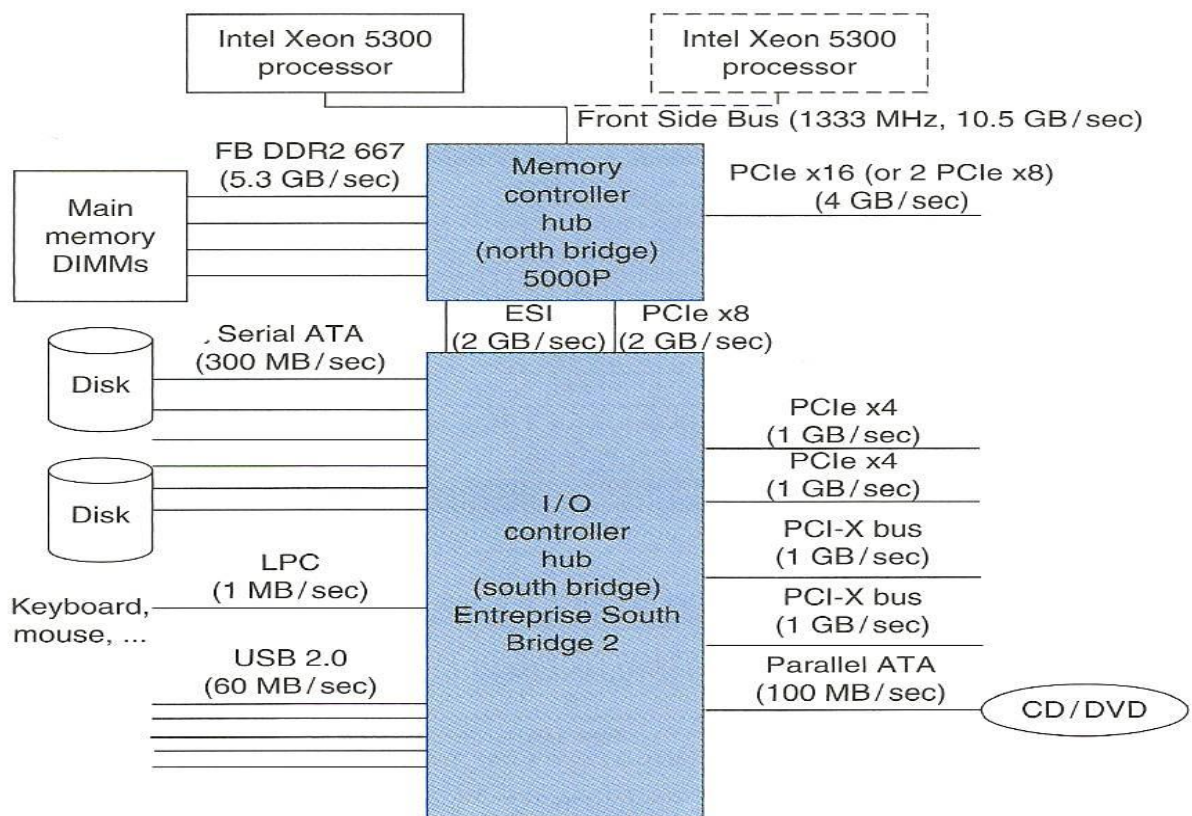 Intel Xeon 5300
processor
Intel Xeon 5300
processor
Front Side Bus (1333 MHz, 10.5 GB/sec)
FB DDR2 667
(5.3 GB/sec)
Main
memory
DIMMs
Memory
controller
hub
(north bridge)
5000P
PCIe x16 (or 2 PCIe x8)
(4 GB/sec)
ESI
(2 GB/sec)
PCIe x8
(2 GB/sec)
Serial ATA
(300 MB/sec)
Disk
Disk
LPC
(1 MB/sec)
Keyboard,
mouse, ...
USB 2.0
(60 MB/sec)
I/O
controller
hub
(south bridge)
Entreprise South
Bridge 2
PCIe x4
(1 GB/sec)
PCIe x4
(1 GB/sec)
PCI-X bus
(1 GB/sec)
PCI-X bus
(1 GB/sec)
Parallel ATA
(100 MB/sec)
CD/DVD